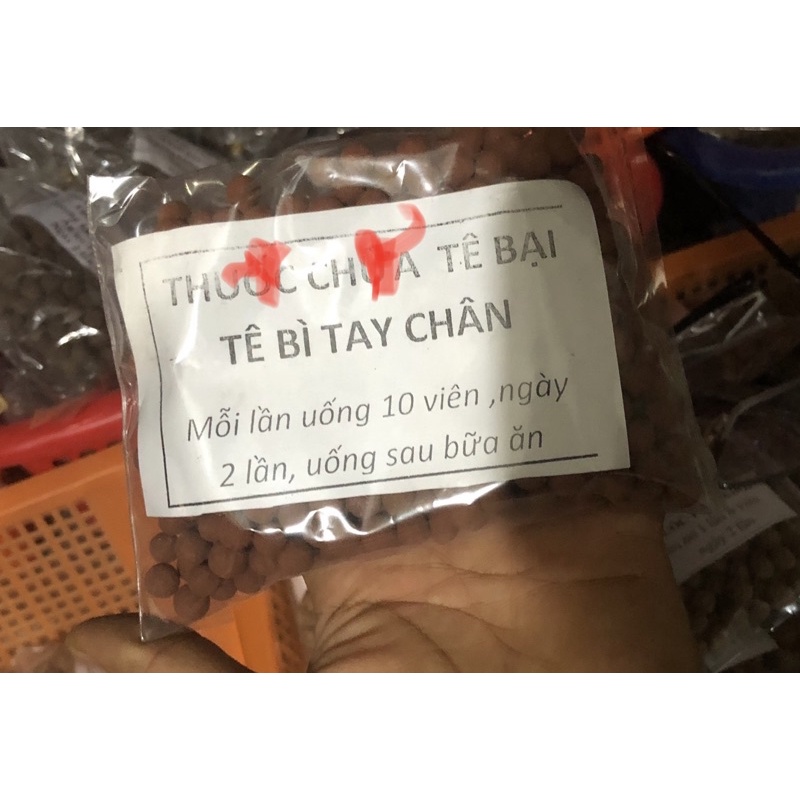 THUỐC CHỮA TÊ BẠI
TÊ BÌ TAY CHÂN
Mỗi lần uống 10 viên ,ngày
2 lần, uống sau bữa ăn